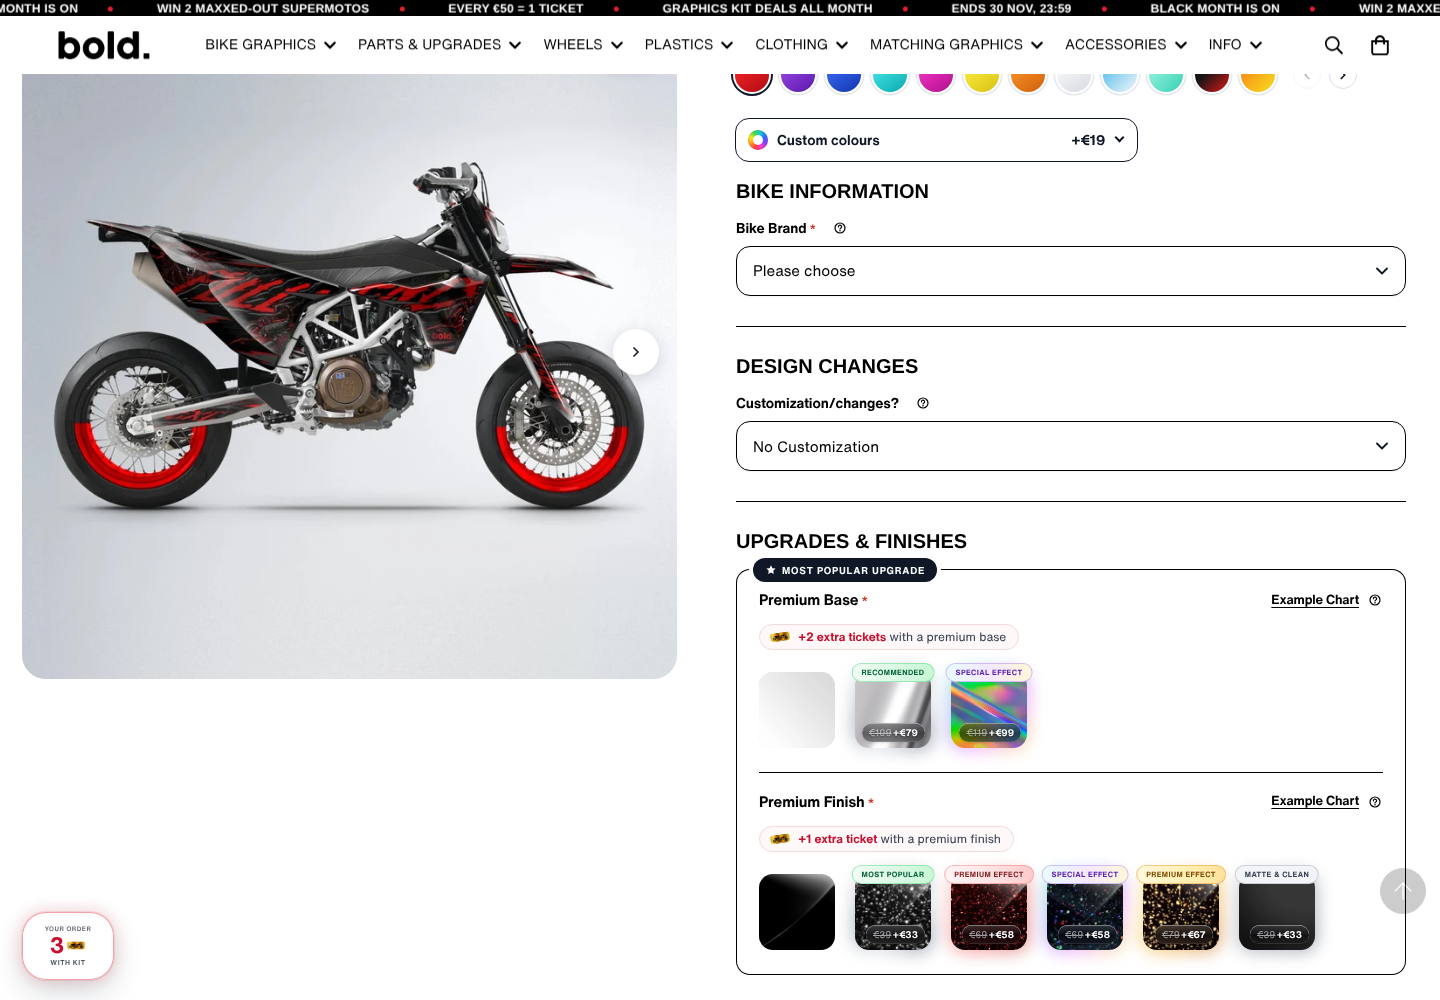 MONTH IS ON • WIN 2 MAXXED-OUT SUPERMOTOS • EVERY €50 = 1 TICKET • GRAPHICS KIT DEALS ALL MONTH • ENDS 30 NOV, 23:59 • BLACK MONTH IS ON • WIN 2 MAXXE
bold. BIKE GRAPHICS PARTS & UPGRADES WHEELS PLASTICS CLOTHING MATCHING GRAPHICS ACCESSORIES INFO
Custom colours +€19
BIKE INFORMATION
Bike Brand *
Please choose
DESIGN CHANGES
Customization/changes?
No Customization
UPGRADES & FINISHES
MOST POPULAR UPGRADE
Premium Base * Example Chart
+2 extra tickets with a premium base
RECOMMENDED SPECIAL EFFECT
€109 +€79 €119 +€99
Premium Finish * Example Chart
+1 extra ticket with a premium finish
MOST POPULAR PREMIUM EFFECT SPECIAL EFFECT PREMIUM EFFECT MATTE & CLEAN
€39 +€33 €69 +€58 €69 +€58 €79 +€67 €39 +€33
bold
YOUR ORDER
3
WITH KIT